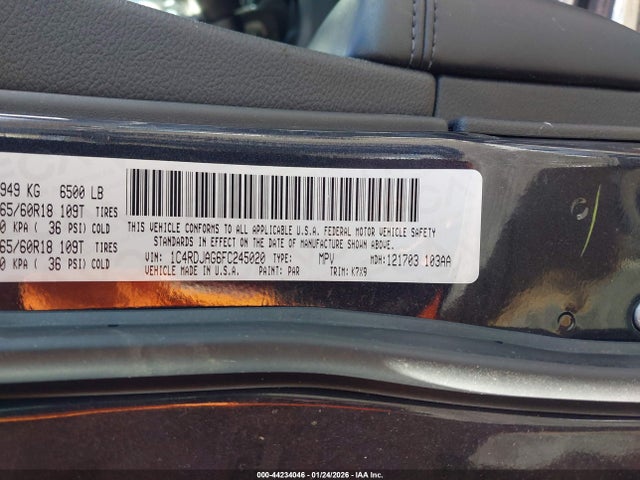 949 KG 6500 LB
65/60R18 109T TIRES
0 KPA ( 36 PSI) COLD
65/60R18 109T TIRES
0 KPA ( 36 PSI) COLD
THIS VEHICLE CONFORMS TO ALL APPLICABLE U.S.A. FEDERAL MOTOR VEHICLE SAFETY
STANDARDS IN EFFECT ON THE DATE OF MANUFACTURE SHOWN ABOVE.
VIN: 1C4RDJAG6FC245020 TYPE: MPV MDH: 121703 103AA
VEHICLE MADE IN U.S.A. PAINT: PAR TRIM: K7X9
000-44234046 - 01/24/2026 - IAA Inc.